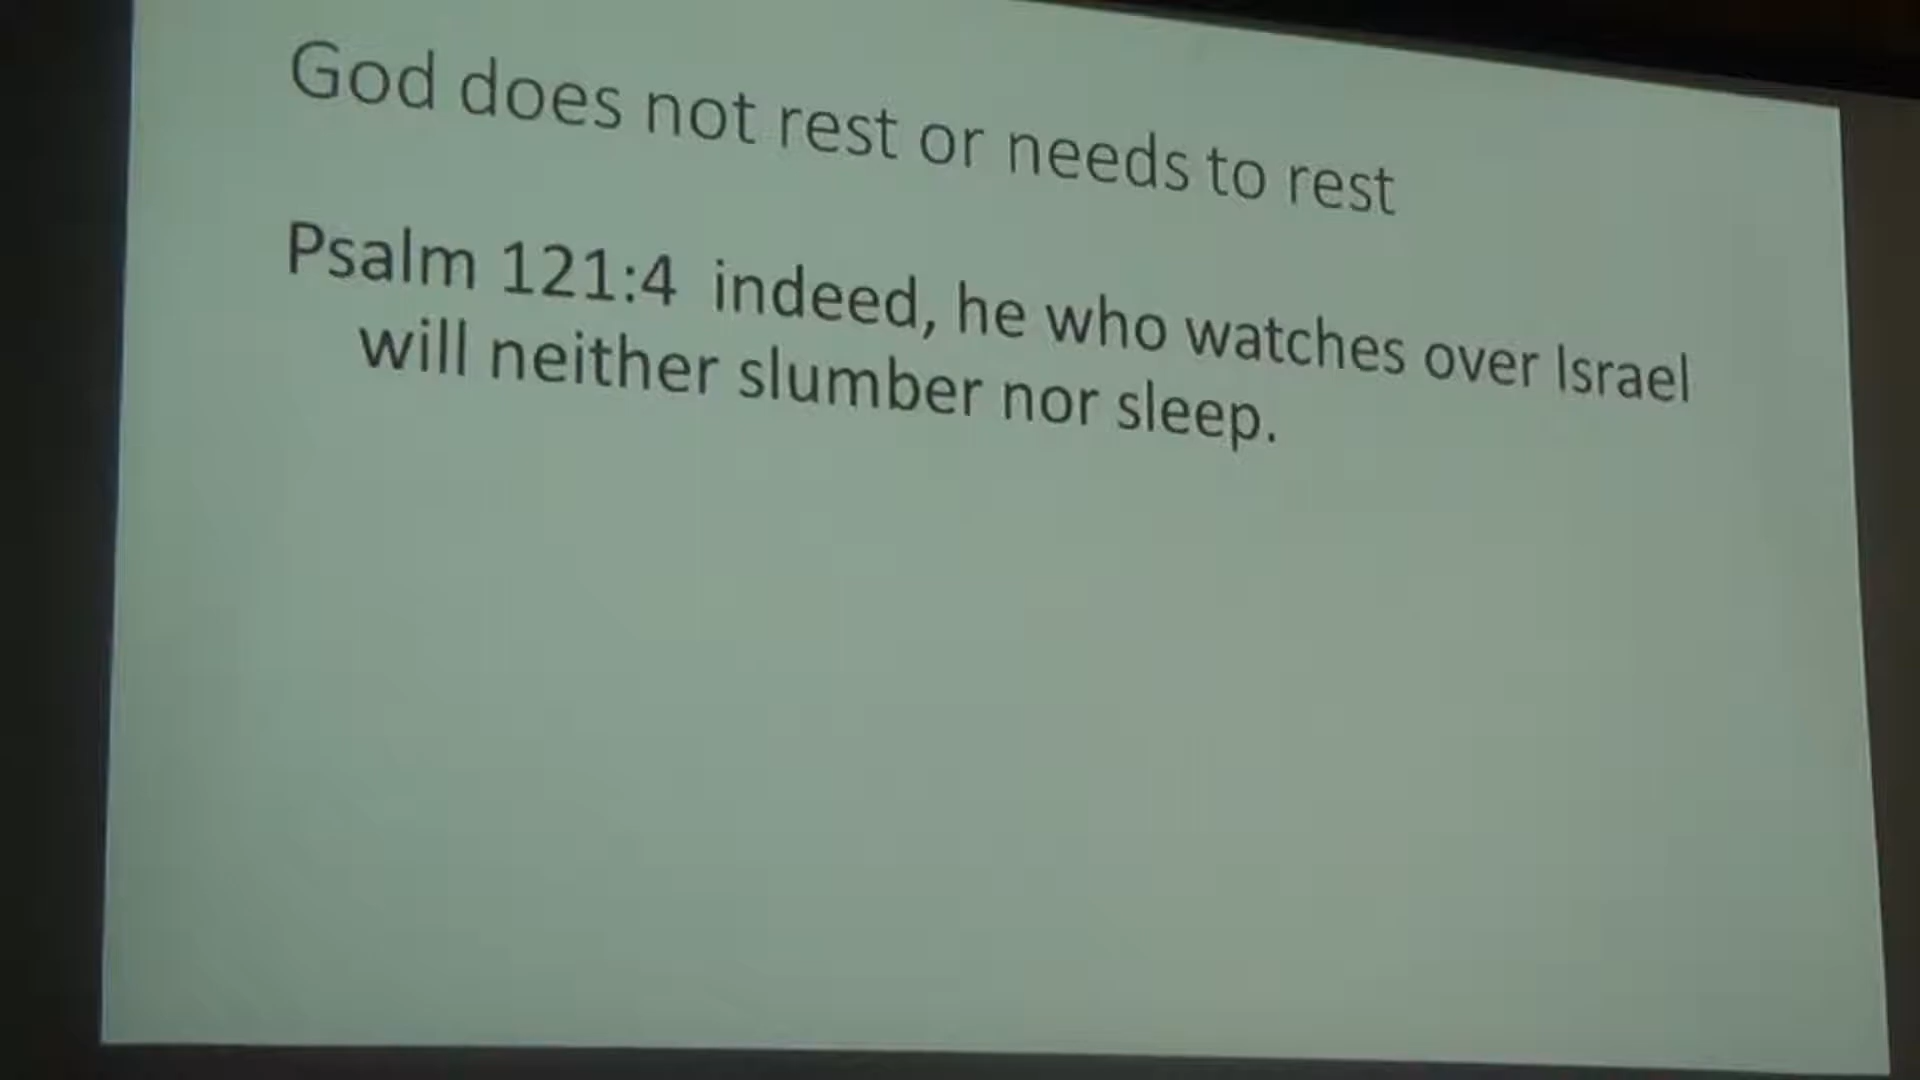 God does not rest or needs to rest
Psalm 121:4 indeed, he who watches over Israel
will neither slumber nor sleep.